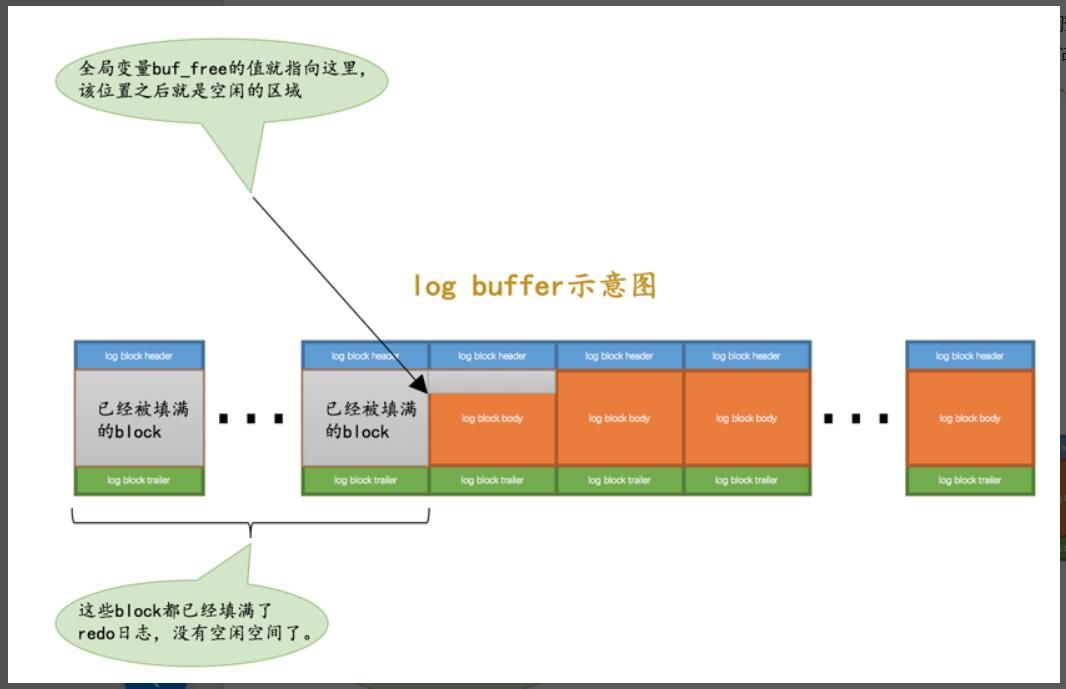 全局变量buf_free的值就指向这里，
该位置之后就是空闲的区域
log buffer示意图
log block header
log block header
log block header
log block header
log block header
log block header
已经被填满
的block
已经被填满
的block
log block body
log block body
log block body
log block body
log block trailer
log block trailer
log block trailer
log block trailer
log block trailer
log block trailer
这些block都已经填满了
redo日志，没有空闲空间了。